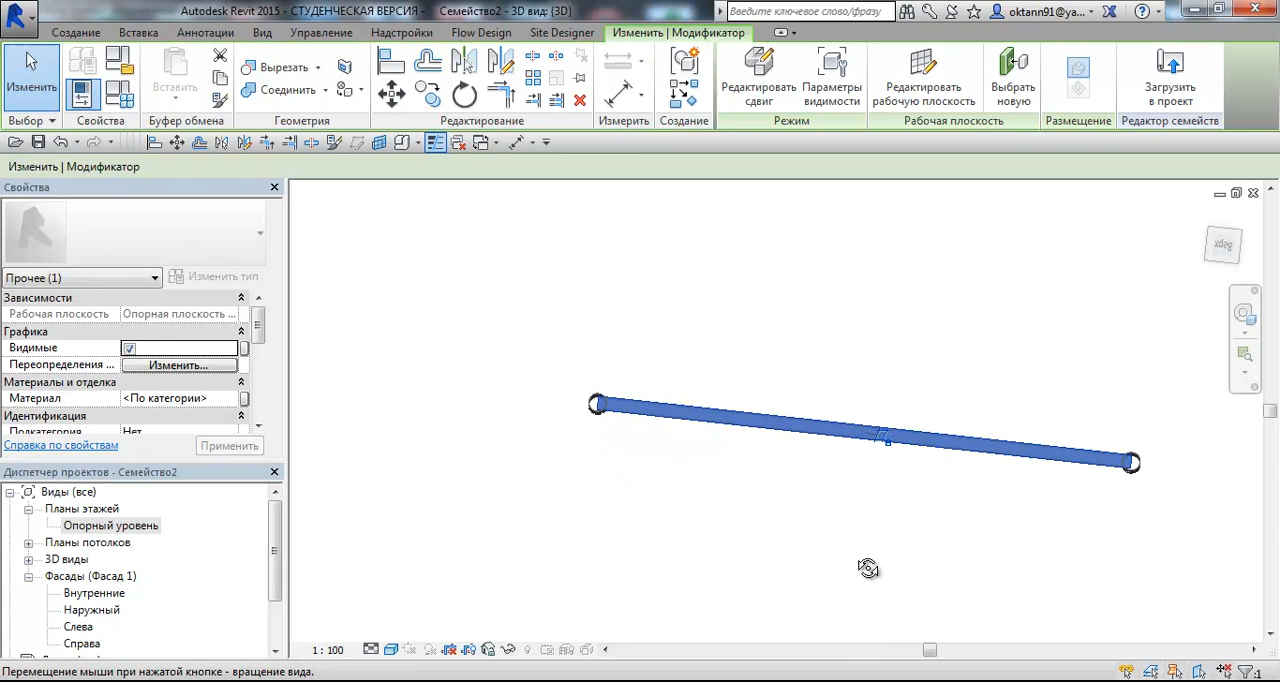 Autodesk Revit 2015 - СТУДЕНЧЕСКАЯ ВЕРСИЯ - Семейство2 - 3D вид: {3D}
Введите ключевое слово/фразу
oktann91@ya...
Создание Вставка Аннотации Вид Управление Надстройки Flow Design Site Designer Изменить | Модификатор
Изменить
Вставить
Вырезать
Соединить
Редактировать сдвиг
Параметры видимости
Редактировать рабочую плоскость
Выбрать новую
Загрузить в проект
Выбор Свойства Буфер обмена Геометрия Редактирование Измерить Создание Режим Рабочая плоскость Размещение Редактор семейств
Изменить | Модификатор
Свойства
Прочее (1)
Изменить тип
Зависимости
Рабочая плоскость Опорная плоскость ...
Графика
Видимые
Переопределения ... Изменить...
Материалы и отделка
Материал <По категории>
Идентификация
Подкатегория Нет
Справка по свойствам
Применить
Диспетчер проектов - Семейство2
Виды (все)
Планы этажей
Опорный уровень
Планы потолков
3D виды
Фасады (Фасад 1)
Внутренние
Наружный
Слева
Справа
Верх
1 : 100
Перемещение мыши при нажатой кнопке - вращение вида.
:1